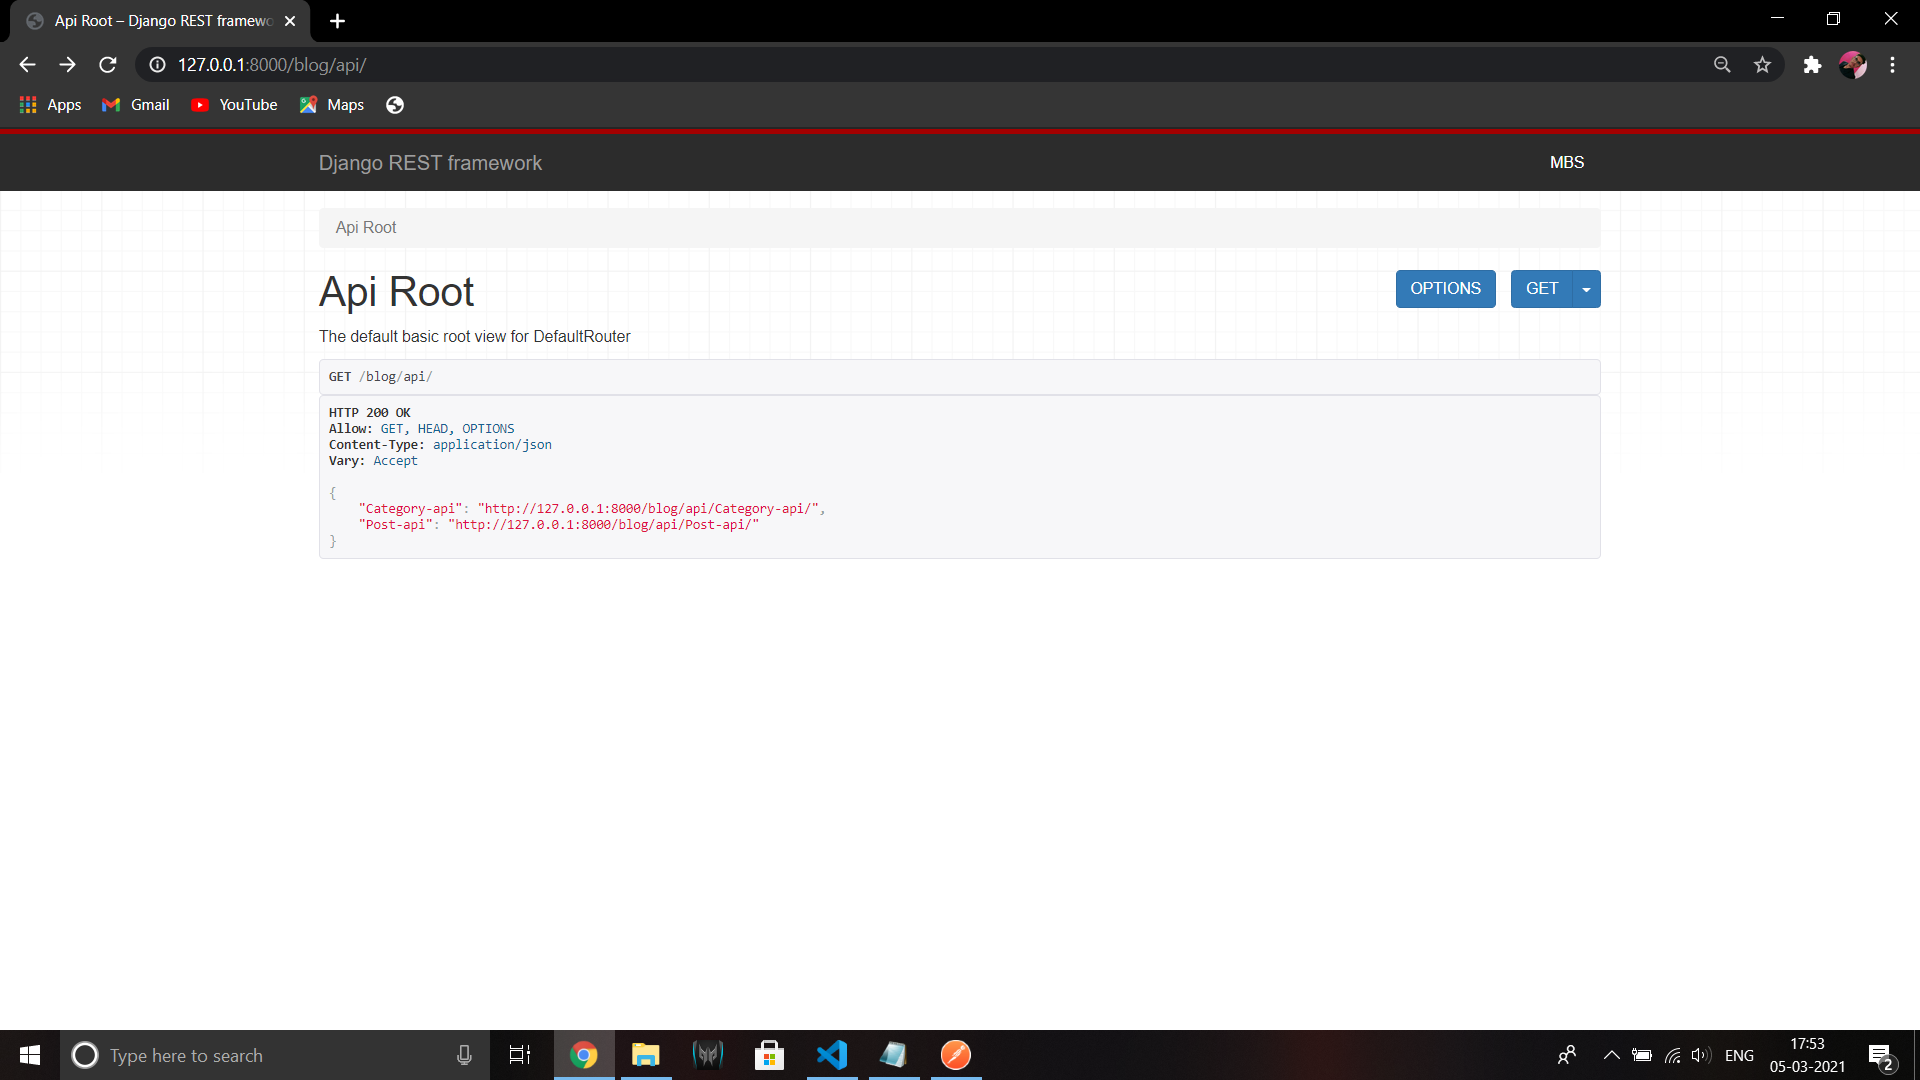 Api Root – Django REST framewo
127.0.0.1:8000/blog/api/
Apps
Gmail
YouTube
Maps
Django REST framework
MBS
Api Root
Api Root
OPTIONS
GET
The default basic root view for DefaultRouter
GET /blog/api/
HTTP 200 OK
Allow: GET, HEAD, OPTIONS
Content-Type: application/json
Vary: Accept
{
"Category-api": "http://127.0.0.1:8000/blog/api/Category-api/",
"Post-api": "http://127.0.0.1:8000/blog/api/Post-api/"
}
Type here to search
ENG
17:53
05-03-2021
2